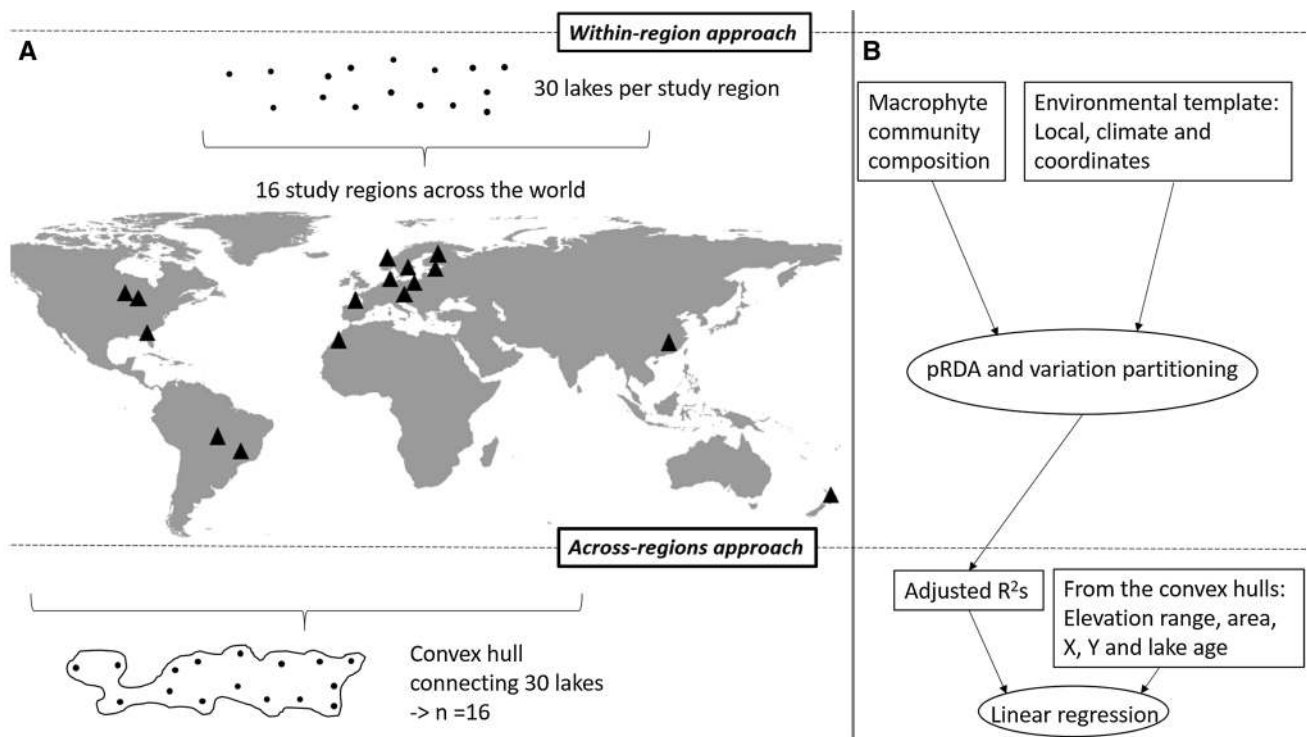 Within-region approach
A
30 lakes per study region
16 study regions across the world
Across-regions approach
Convex hull
connecting 30 lakes
-> n =16
B
Macrophyte
community
composition
Environmental template:
Local, climate and
coordinates
pRDA and variation partitioning
Adjusted R²s
From the convex hulls:
Elevation range, area,
X, Y and lake age
Linear regression